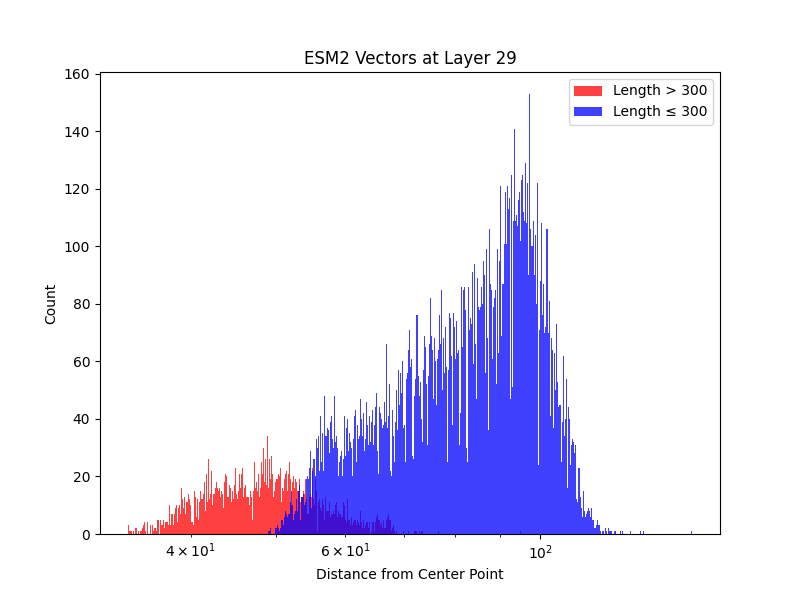 ESM2 Vectors at Layer 29
Length > 300
Length ≤ 300
160
140
120
100
80
60
40
20
0
Count
4 × 10¹
6 × 10¹
10²
Distance from Center Point